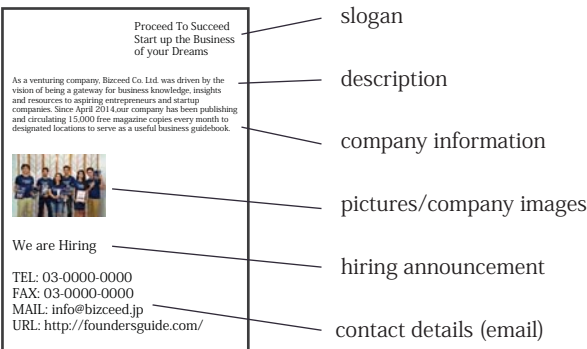 Proceed To Succeed
Start up the Business
of your Dreams
As a venturing company, Bizceed Co. Ltd. was driven by the
vision of being a gateway for business knowledge, insights
and resources to aspiring entrepreneurs and startup
companies. Since April 2014,our company has been publishing
and circulating 15,000 free magazine copies every month to
designated locations to serve as a useful business guidebook.
We are Hiring
TEL: 03-0000-0000
FAX: 03-0000-0000
MAIL: info@bizceed.jp
URL: http://foundersguide.com/
slogan
description
company information
pictures/company images
hiring announcement
contact details (email)